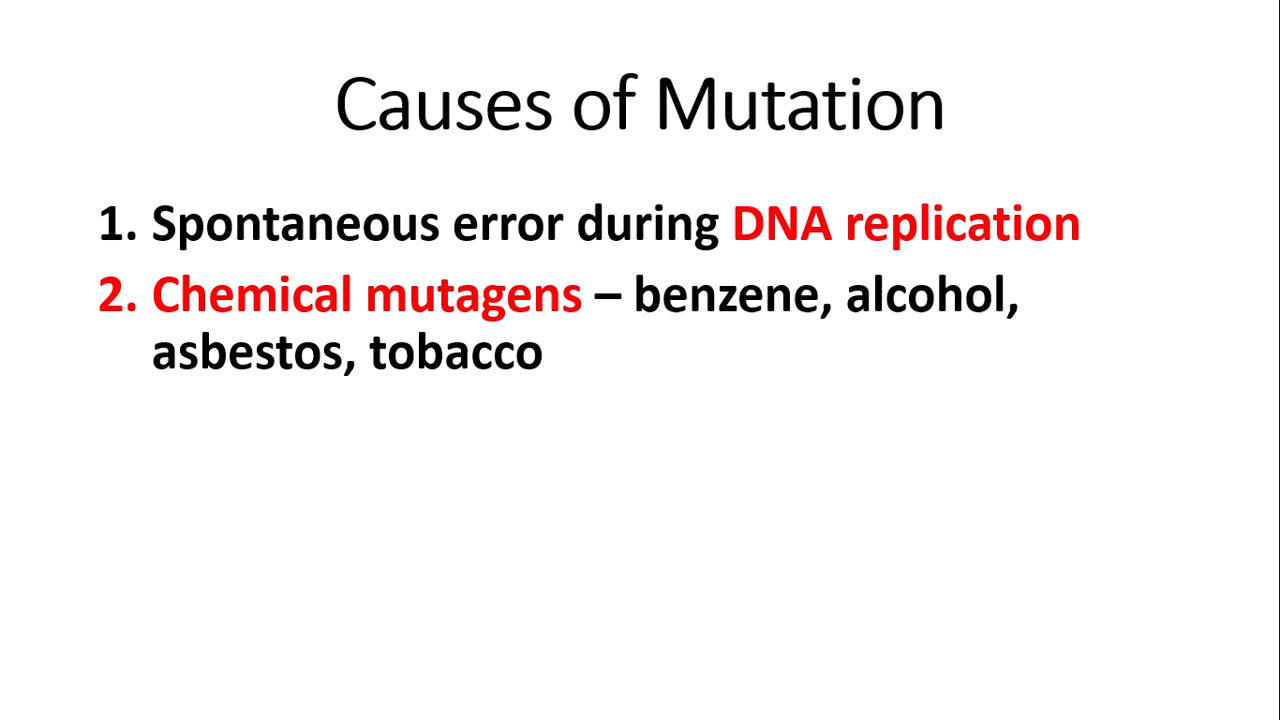 Causes of Mutation
1. Spontaneous error during DNA replication
2. Chemical mutagens – benzene, alcohol,
asbestos, tobacco